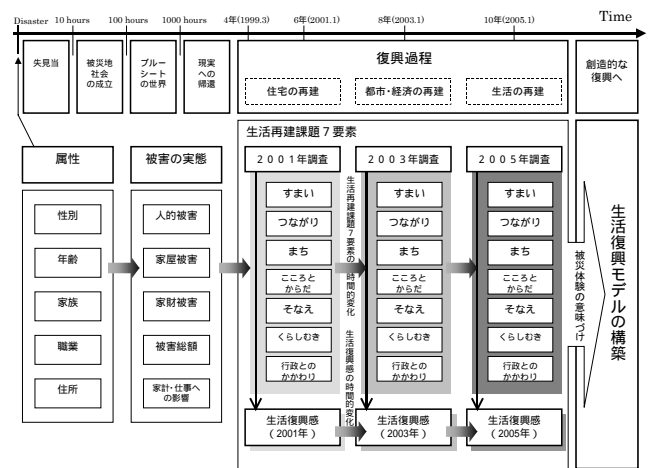 Time
Disaster 10 hours 100 hours 1000 hours 4年(1999.3) 6年(2001.1) 8年(2003.1) 10年(2005.1)
失見当
被災地
社会
の成立
ブルー
シート
の世界
現実
への
帰還
復興過程
住宅の再建
都市・経済の再建
生活の再建
創造的な
復興へ
属性
性別
年齢
家族
職業
住所
被害の実態
人的被害
家屋被害
家財被害
被害総額
家計・仕事へ
の影響
生活再建課題7要素
2001年調査
すまい
つながり
まち
こころと
からだ
そなえ
くらしむき
行政との
かかわり
生活復興感
(2001年)
生活再建課題7要素の時間的変化
生活復興感の時間的変化
2003年調査
すまい
つながり
まち
こころと
からだ
そなえ
くらしむき
行政との
かかわり
生活復興感
(2003年)
2005年調査
すまい
つながり
まち
こころと
からだ
そなえ
くらしむき
行政との
かかわり
生活復興感
(2005年)
被災体験の意味づけ
生活復興モデルの構築